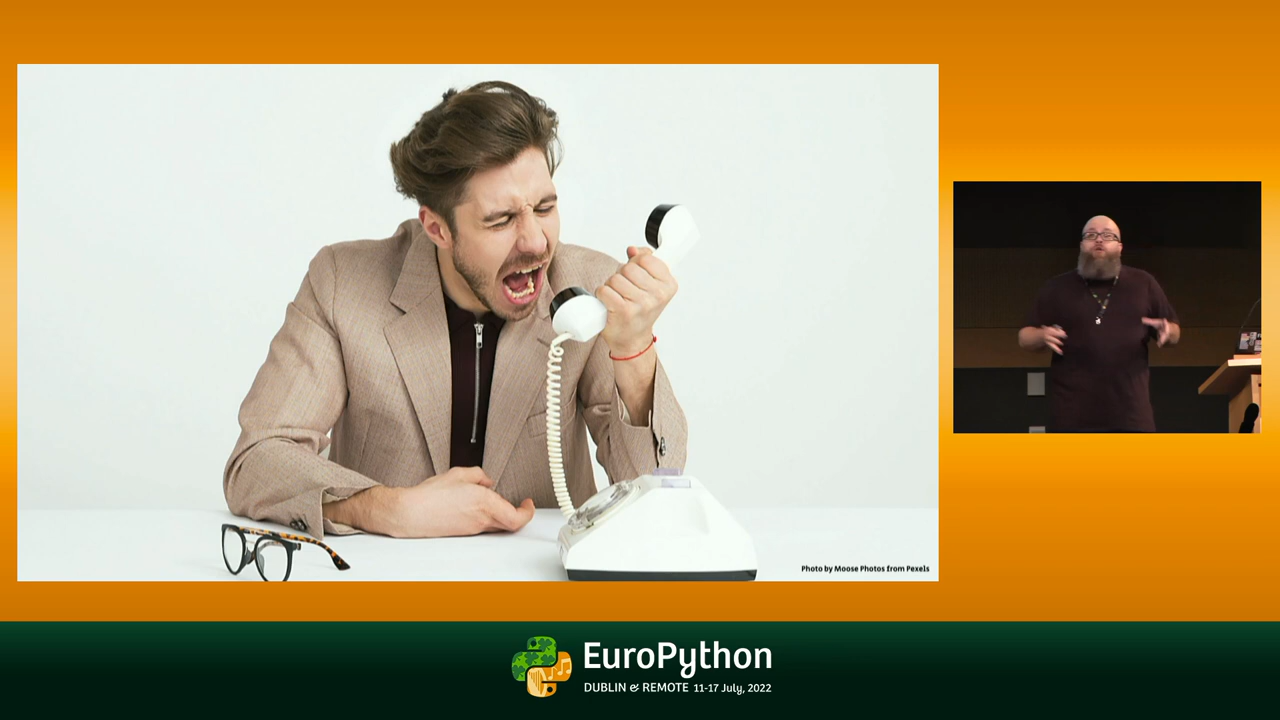 Photo by Moose Photos from Pexels
EuroPython
DUBLIN & REMOTE 11-17 July, 2022